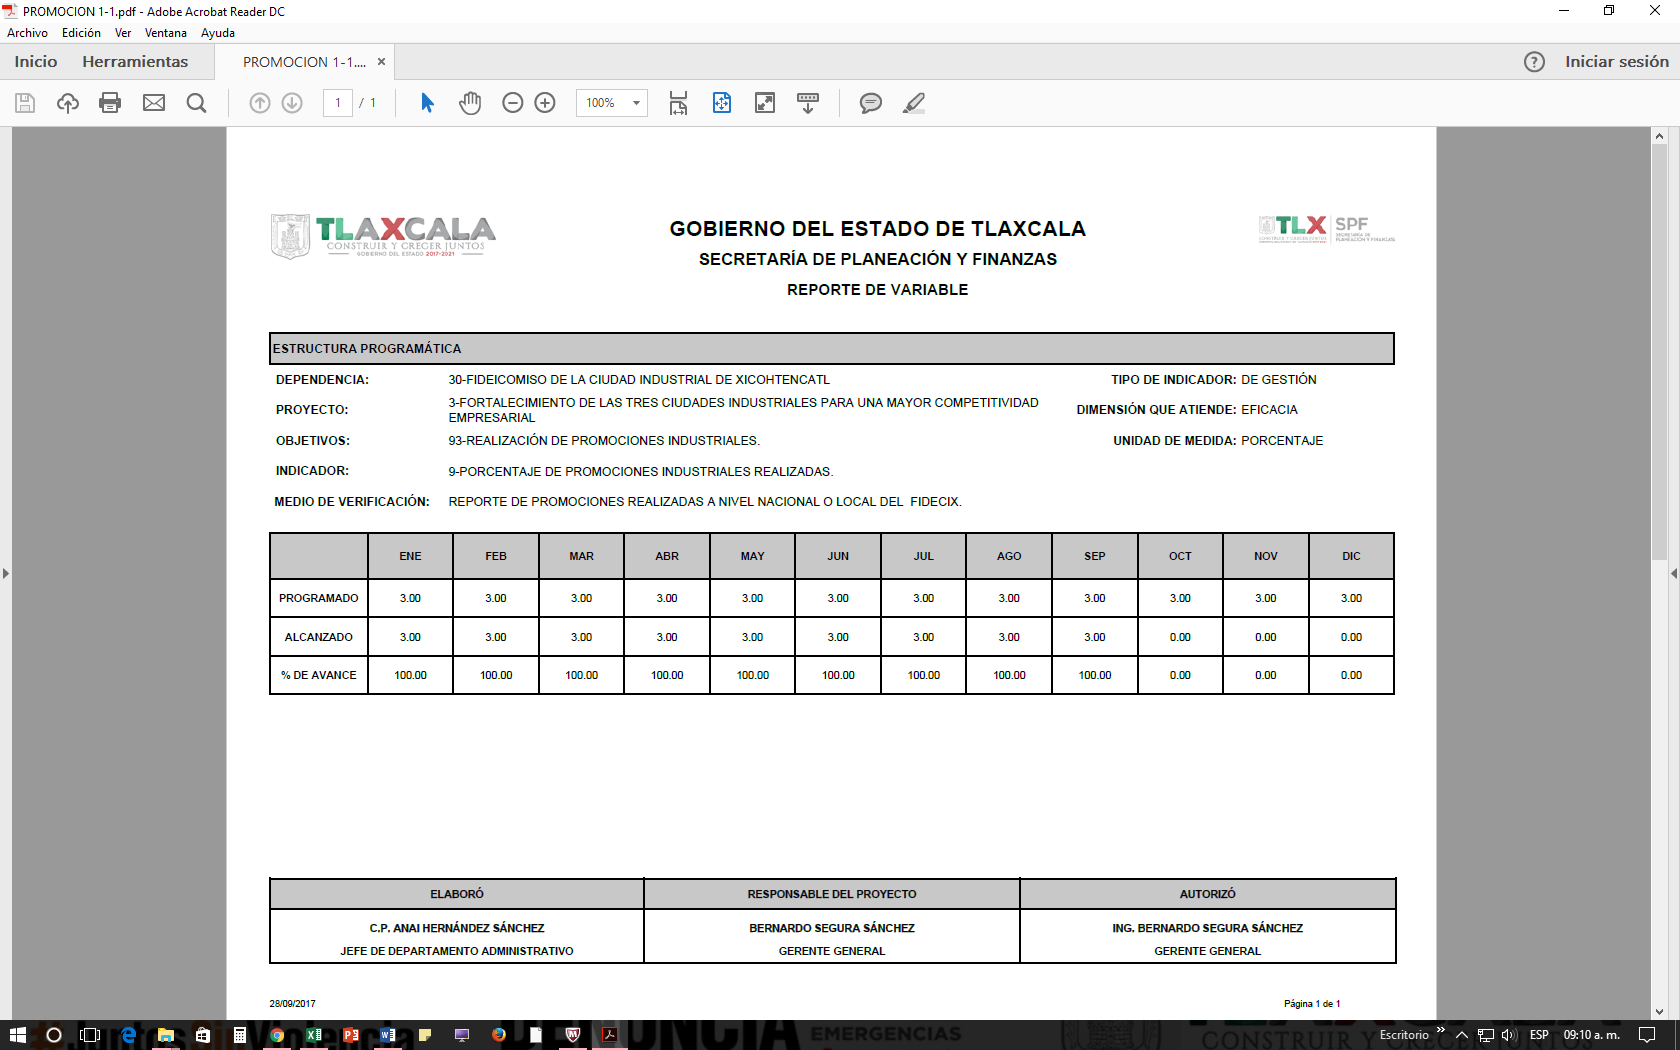 PROMOCION 1-1.pdf - Adobe Acrobat Reader DC
Archivo Edición Ver Ventana Ayuda
Inicio Herramientas PROMOCION 1-1.... × ? Iniciar sesión
1 / 1 100%
TLAXCALA
CONSTRUIR Y CRECER JUNTOS
GOBIERNO DEL ESTADO 2017-2021
GOBIERNO DEL ESTADO DE TLAXCALA
SECRETARÍA DE PLANEACIÓN Y FINANZAS
REPORTE DE VARIABLE
TLX SPF
SECRETARÍA DE
PLANEACIÓN Y FINANZAS
CONSTRUIR Y CRECER JUNTOS
ESTRUCTURA PROGRAMÁTICA
DEPENDENCIA: 30-FIDEICOMISO DE LA CIUDAD INDUSTRIAL DE XICOHTENCATL TIPO DE INDICADOR: DE GESTIÓN
PROYECTO: 3-FORTALECIMIENTO DE LAS TRES CIUDADES INDUSTRIALES PARA UNA MAYOR COMPETITIVIDAD
EMPRESARIAL DIMENSIÓN QUE ATIENDE: EFICACIA
OBJETIVOS: 93-REALIZACIÓN DE PROMOCIONES INDUSTRIALES. UNIDAD DE MEDIDA: PORCENTAJE
INDICADOR: 9-PORCENTAJE DE PROMOCIONES INDUSTRIALES REALIZADAS.
MEDIO DE VERIFICACIÓN: REPORTE DE PROMOCIONES REALIZADAS A NIVEL NACIONAL O LOCAL DEL FIDECIX.
ENE FEB MAR ABR MAY JUN JUL AGO SEP OCT NOV DIC
PROGRAMADO 3.00 3.00 3.00 3.00 3.00 3.00 3.00 3.00 3.00 3.00 3.00 3.00
ALCANZADO 3.00 3.00 3.00 3.00 3.00 3.00 3.00 3.00 3.00 0.00 0.00 0.00
% DE AVANCE 100.00 100.00 100.00 100.00 100.00 100.00 100.00 100.00 100.00 0.00 0.00 0.00
ELABORÓ RESPONSABLE DEL PROYECTO AUTORIZÓ
C.P. ANAI HERNÁNDEZ SÁNCHEZ BERNARDO SEGURA SÁNCHEZ ING. BERNARDO SEGURA SÁNCHEZ
JEFE DE DEPARTAMENTO ADMINISTRATIVO GERENTE GENERAL GERENTE GENERAL
28/09/2017 Página 1 de 1
EMERGENCIAS
CONSTRUIR Y CRECER JUNTOS
Escritorio » ESP 09:10 a. m.